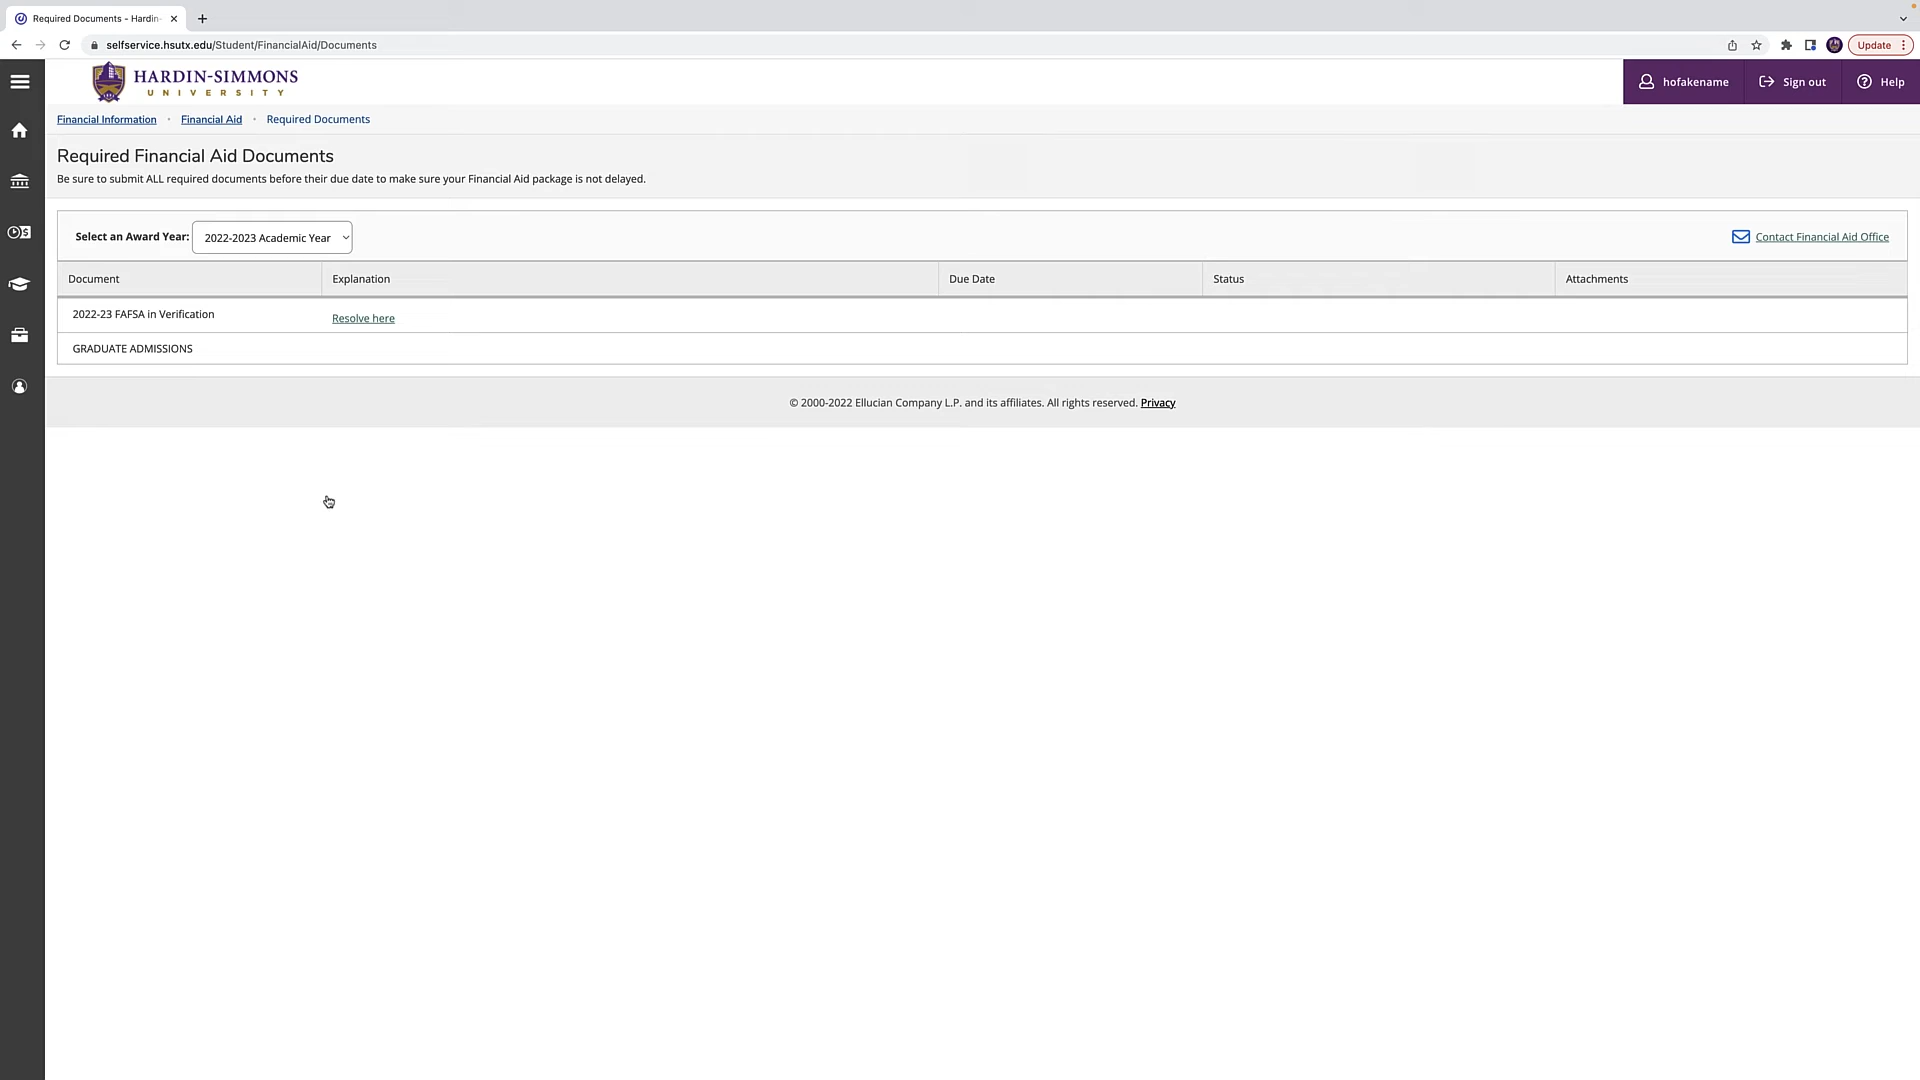 Required Documents - Hardin-
selfservice.hsutx.edu/Student/FinancialAid/Documents
Update
HARDIN-SIMMONS
UNIVERSITY
hofakename
Sign out
Help
Financial Information · Financial Aid · Required Documents
Required Financial Aid Documents
Be sure to submit ALL required documents before their due date to make sure your Financial Aid package is not delayed.
Select an Award Year: 2022-2023 Academic Year
Contact Financial Aid Office
Document Explanation Due Date Status Attachments
2022-23 FAFSA in Verification Resolve here
GRADUATE ADMISSIONS
© 2000-2022 Ellucian Company L.P. and its affiliates. All rights reserved. Privacy